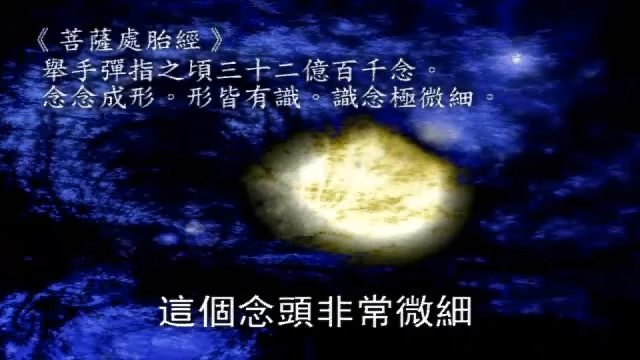 《菩薩處胎經》
舉手彈指之頃三十二億百千念。
念念成形。形皆有識。識念極微細。
這個念頭非常微細